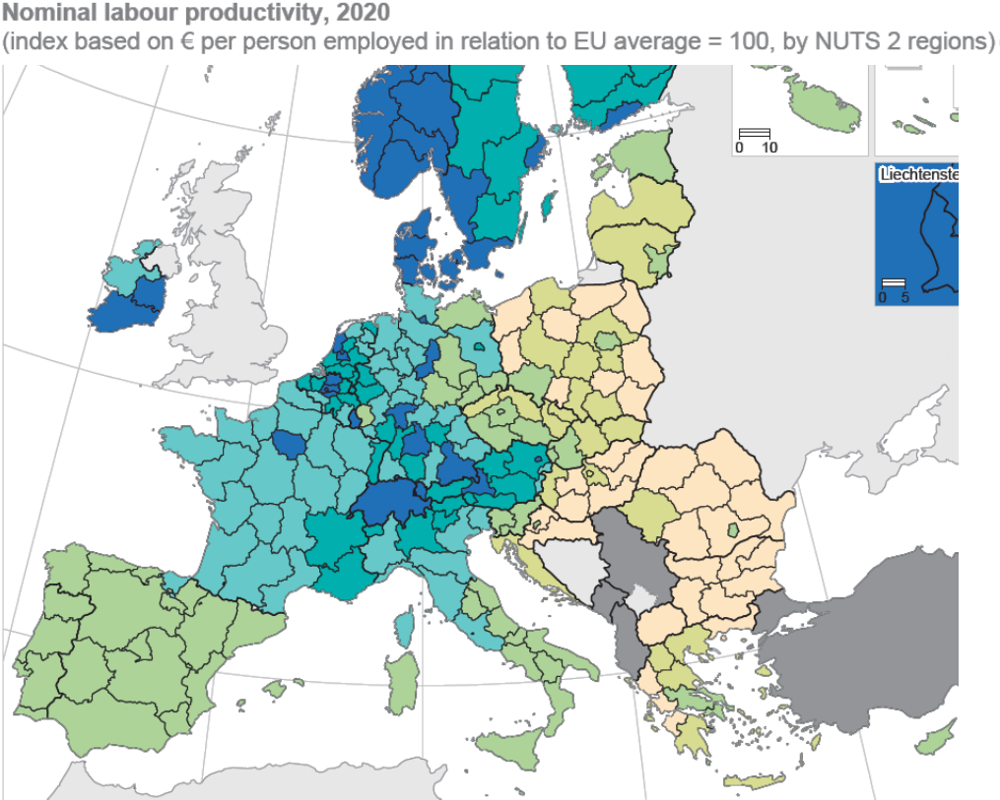 Nominal labour productivity, 2020
(index based on € per person employed in relation to EU average = 100, by NUTS 2 regions)
0 10
Liechtenste
0 5